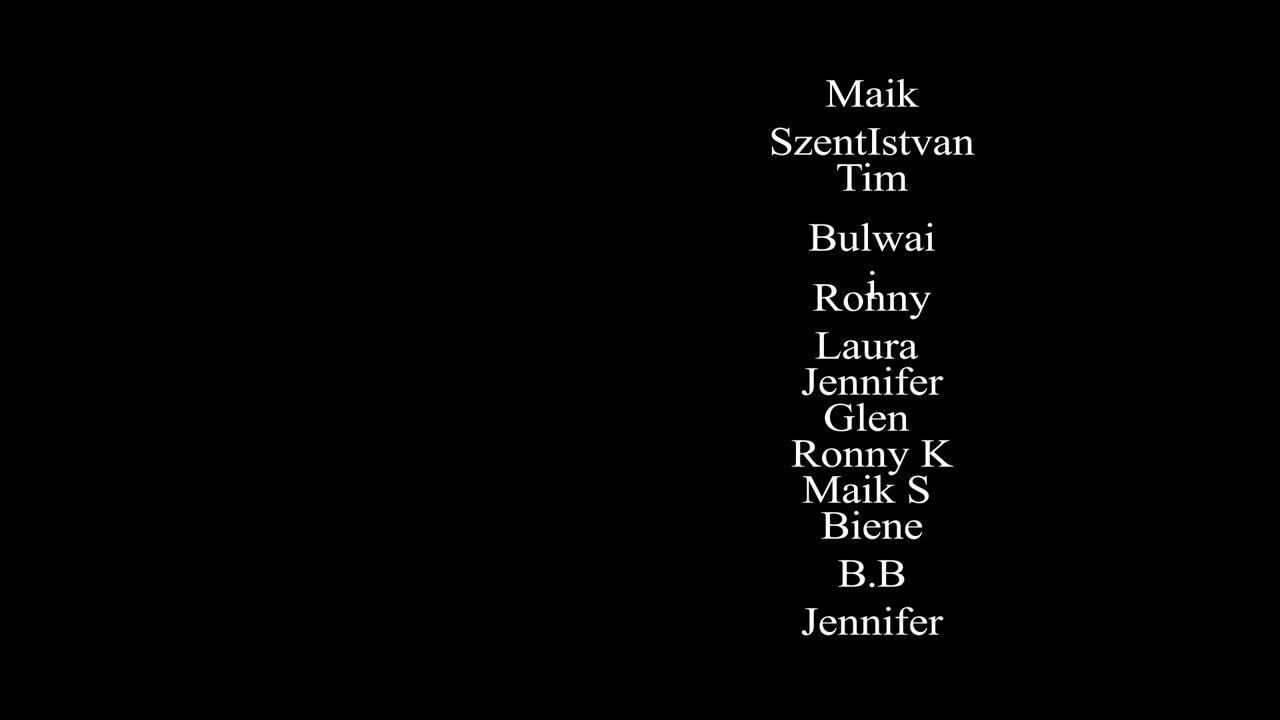 Maik
SzentIstvan
Tim
Bulwai
i
Ronny
Laura
Jennifer
Glen
Ronny K
Maik S
Biene
B.B
Jennifer